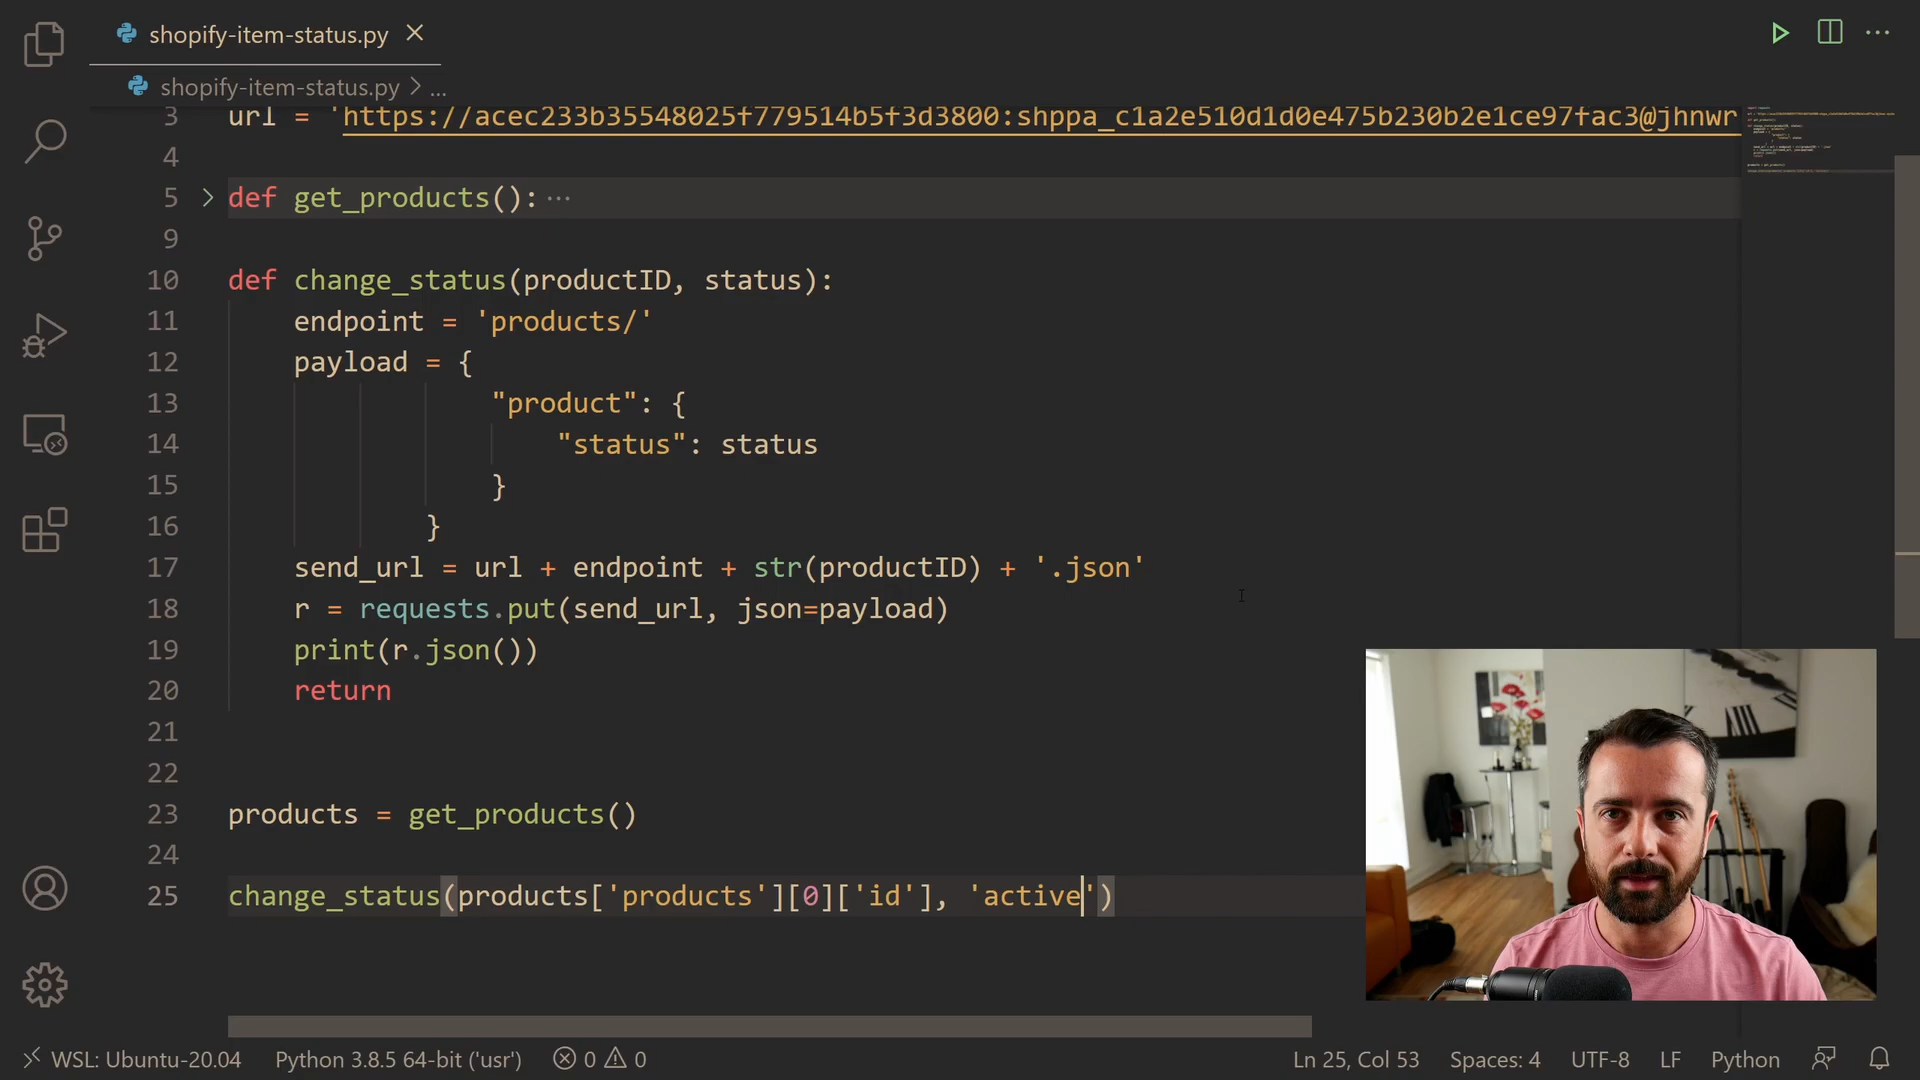 shopify-item-status.py
shopify-item-status.py > ...
3 url = 'https://acec233b35548025f779514b5f3d3800: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@jhnwr
4
5 def get_products(): ...
9
10 def change_status(productID, status):
11 endpoint = 'products/'
12 payload = {
13 "product": {
14 "status": status
15 }
16 }
17 send_url = url + endpoint + str(productID) + '.json'
18 r = requests.put(send_url, json=payload)
19 print(r.json())
20 return
21
22
23 products = get_products()
24
25 change_status(products['products'][0]['id'], 'active')
WSL: Ubuntu-20.04 Python 3.8.5 64-bit ('usr') 0 0 Ln 25, Col 53 Spaces: 4 UTF-8 LF Python